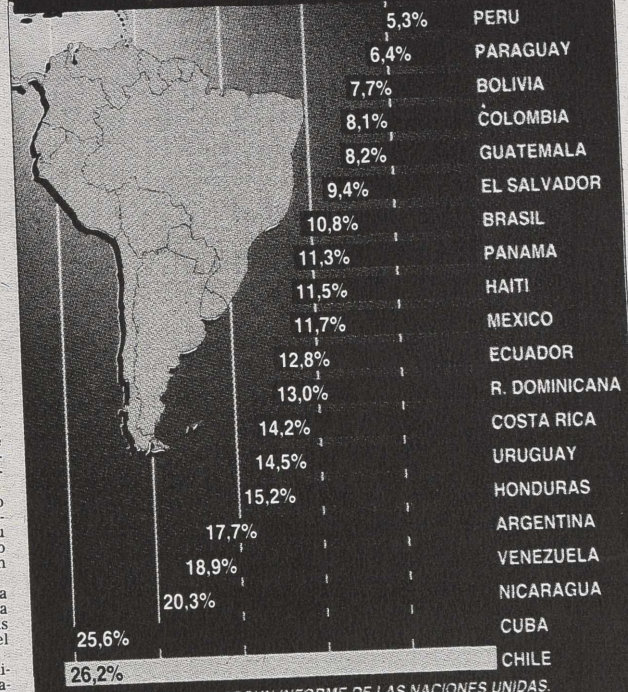 5,3% PERU
6,4% PARAGUAY
7,7% BOLIVIA
8,1% COLOMBIA
8,2% GUATEMALA
9,4% EL SALVADOR
10,8% BRASIL
11,3% PANAMA
11,5% HAITI
11,7% MEXICO
12,8% ECUADOR
13,0% R. DOMINICANA
14,2% COSTA RICA
14,5% URUGUAY
15,2% HONDURAS
17,7% ARGENTINA
18,9% VENEZUELA
20,3% NICARAGUA
25,6% CUBA
26,2% CHILE
INFORME DE LAS NACIONES UNIDAS.